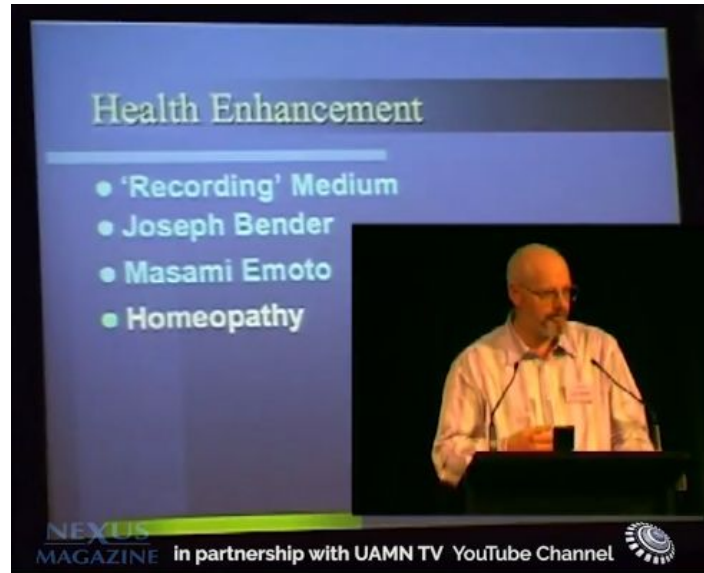 Health Enhancement
'Recording' Medium
Joseph Bender
Masami Emoto
Homeopathy
NEXUS
MAGAZINE in partnership with UAMN TV YouTube Channel